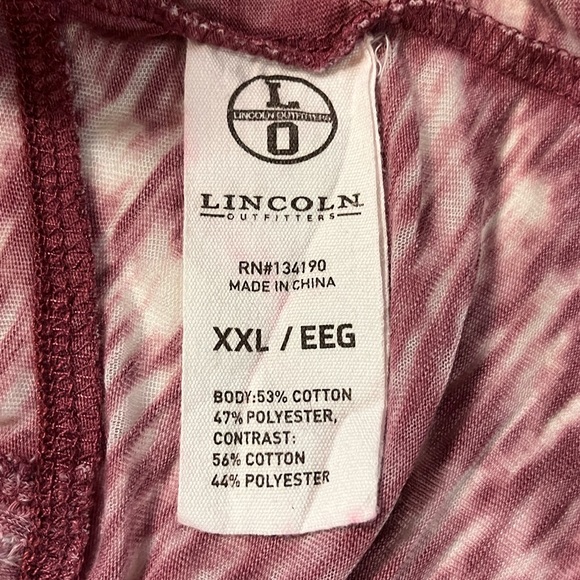 L
LINCOLN OUTFITTERS
O
LINCOLN
OUTFITTERS
RN#134190
MADE IN CHINA
XXL / EEG
BODY:53% COTTON
47% POLYESTER,
CONTRAST:
56% COTTON
44% POLYESTER